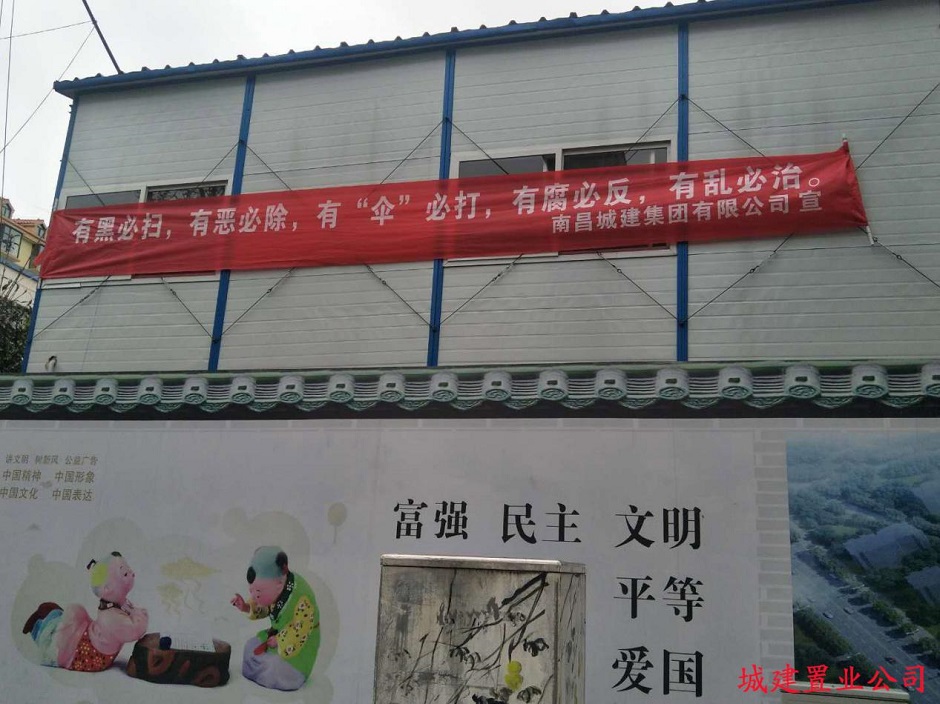 有黑必扫，有恶必除，有“伞”必打，有腐必反，有乱必治。
南昌城建集团有限公司 宣
讲文明 树新风 公益广告
中国精神 中国形象
中国文化 中国表达
富强 民主 文明
平等
爱国
城建置业公司